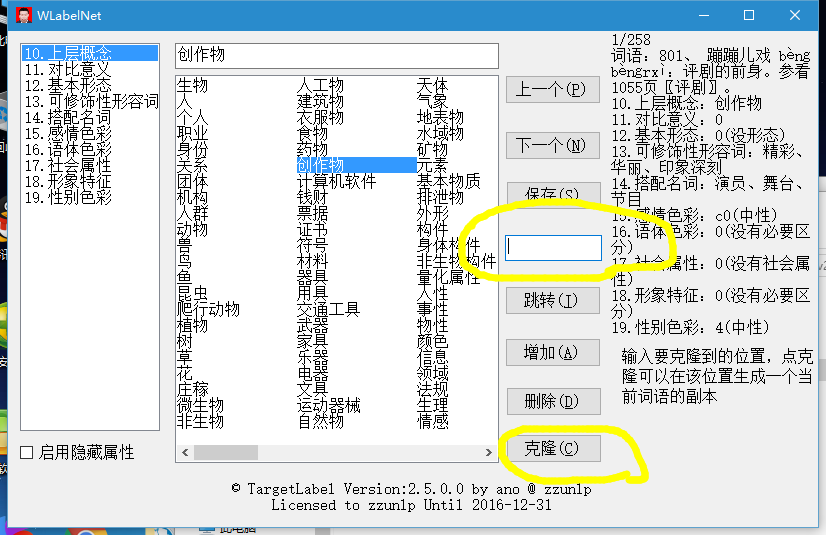 WLabelNet
10.上层概念
11.对比意义
12.基本形态
13.可修饰性形容词
14.搭配名词
15.感情色彩
16.语体色彩
17.社会属性
18.形象特征
19.性别色彩
启用隐藏属性
创作物
生物 人工物 天体
人 建筑物 气象
个人 衣服物 地表物
职业 食物 水域物
身份 药物 矿物
关系 创作物 元素
团体 计算机软件 基本物质
机构 钱财 排泄物
人群 票据 外形
动物 证书 构件
兽 符号 身体构件
鸟 材料 非生物构件
鱼 器具 量化属性
昆虫 用具 人性
爬行动物 交通工具 事性
植物 武器 物性
树 家具 颜色
草 乐器 信息
花 电器 领域
庄稼 文具 法规
微生物 运动器械 生理
非生物 自然物 情感
上一个(P)
下一个(N)
保存(S)
跳转(I)
增加(A)
删除(D)
克隆(C)
1/258
词语：801、 蹦蹦儿戏 bèng
bèngrxì：评剧的前身。参看
1055页〖评剧〗。
10.上层概念：创作物
11.对比意义：0
12.基本形态：0(没形态)
13.可修饰性形容词：精彩、
华丽、印象深刻
14.搭配名词：演员、舞台、
节目
15.感情色彩：c0(中性)
16.语体色彩：0(没有必要区
分)
17.社会属性：0(没有社会属
性)
18.形象特征：0(没有必要区
分)
19.性别色彩：4(中性)
输入要克隆到的位置，点克
隆可以在该位置生成一个当
前词语的副本
© TargetLabel Version:2.5.0.0 by ano @ zzunlp
Licensed to zzunlp Until 2016-12-31
此电脑